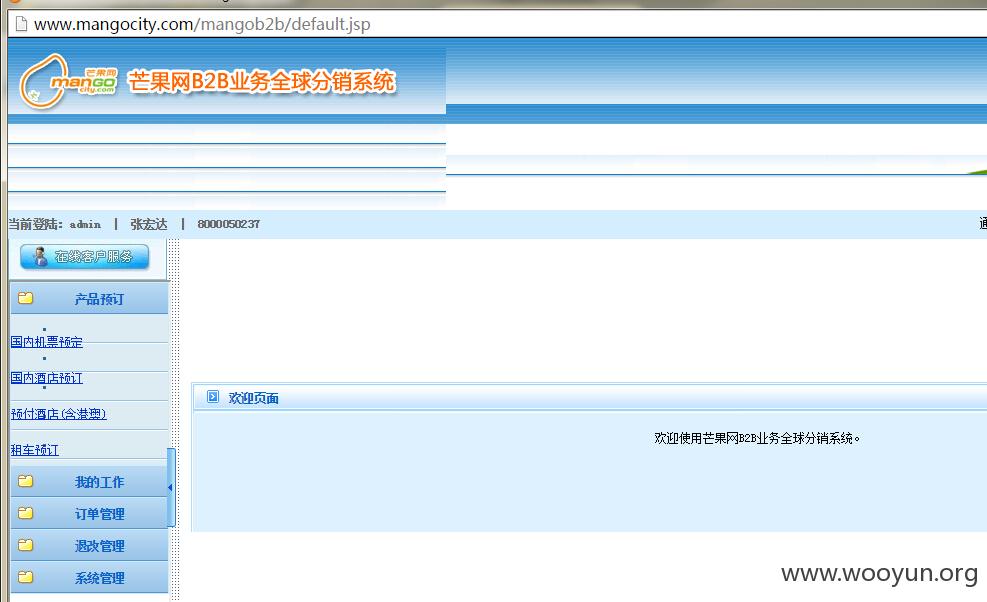 www.mangocity.com/mangob2b/default.jsp
芒果网
mango
city.com
芒果网B2B业务全球分销系统
当前登陆：admin | 张宏达 | 8000050237
通
在线客户服务
产品预订
国内机票预定
国内酒店预订
预付酒店(含港澳)
租车预订
我的工作
订单管理
退改管理
系统管理
欢迎页面
欢迎使用芒果网B2B业务全球分销系统。
www.wooyun.org